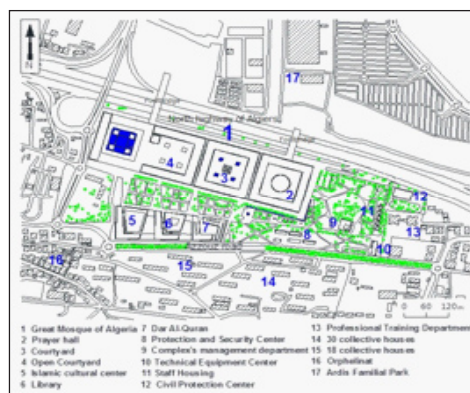 N
17
North highway of Algeria
1
4
3
2
12
11
9
13
5
6
7
8
10
16
15
14
0 60 120m
1 Great Mosque of Algeria
2 Prayer hall
3 Courtyard
4 Open Courtyard
5 Islamic cultural center
6 Library
7 Dar Al-Quran
8 Protection and Security Center
9 Complex's management department
10 Technical Equipment Center
11 Staff Housing
12 Civil Protection Center
13 Professional Training Department
14 30 collective houses
15 18 collective houses
16 Orphelinat
17 Ardis Familial Park